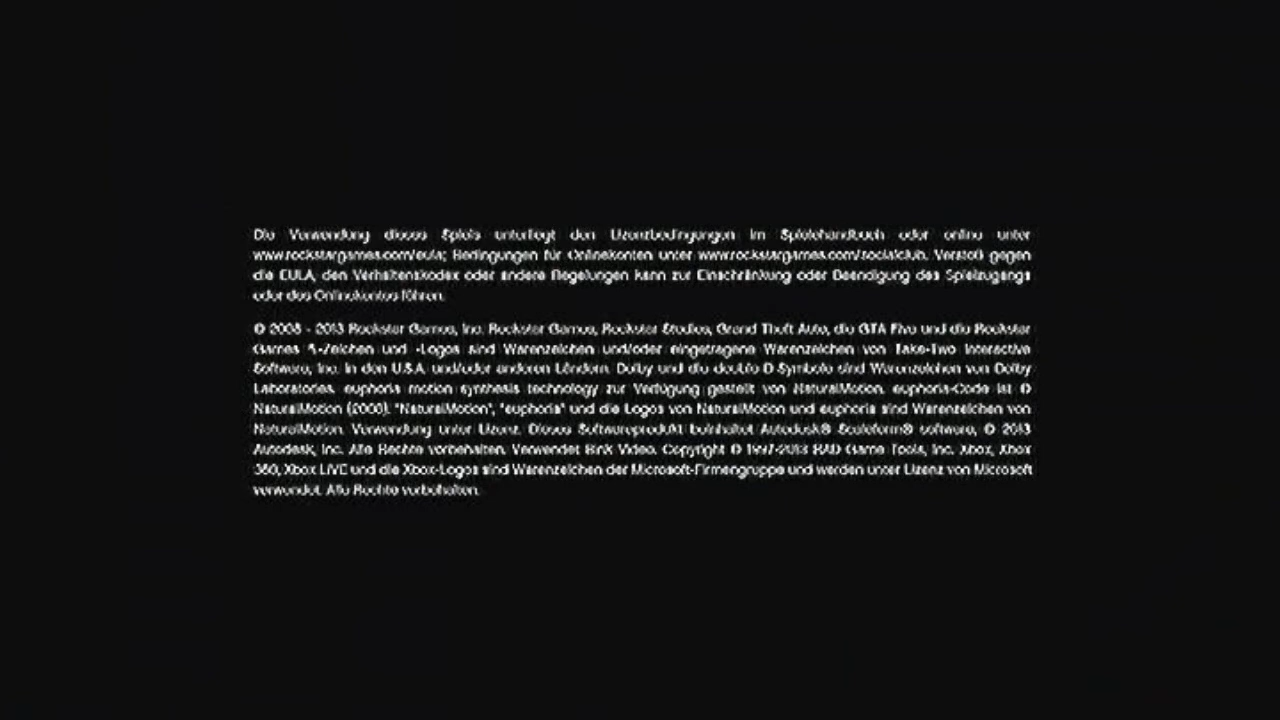 Die Verwendung dieses Spiels unterliegt den Lizenzbedingungen im Spielehandbuch oder online unter
www.rockstargames.com/eula; Bedingungen für Onlinekonten unter www.rockstargames.com/socialclub. Verstoß gegen
die EULA, den Verhaltenskodex oder andere Regelungen kann zur Einschränkung oder Beendigung des Spielzugangs
oder des Onlinekontos führen.
© 2008 - 2013 Rockstar Games, Inc. Rockstar Games, Rockstar Studios, Grand Theft Auto, die GTA Five und die Rockstar
Games -Zeichen und -Logos sind Warenzeichen und/oder eingetragene Warenzeichen von Take-Two Interactive
Software, Inc. in den U.S.A. und/oder anderen Ländern. Dolby und die double-D-Symbole sind Warenzeichen von Dolby
Laboratories. euphoria motion synthesis technology zur Verfügung gestellt von NaturalMotion. euphoria-Code ist ©
NaturalMotion (2008). "NaturalMotion", "euphoria" und die Logos von NaturalMotion und euphoria sind Warenzeichen von
NaturalMotion. Verwendung unter Lizenz. Dieses Softwareprodukt beinhaltet Autodesk® Scaleform® software, © 2013
Autodesk, Inc. Alle Rechte vorbehalten. Verwendet Bink Video. Copyright © 1997-2013 RAD Game Tools, Inc. Xbox, Xbox
360, Xbox LIVE und die Xbox-Logos sind Warenzeichen der Microsoft-Firmengruppe und werden unter Lizenz von Microsoft
verwendet. Alle Rechte vorbehalten.